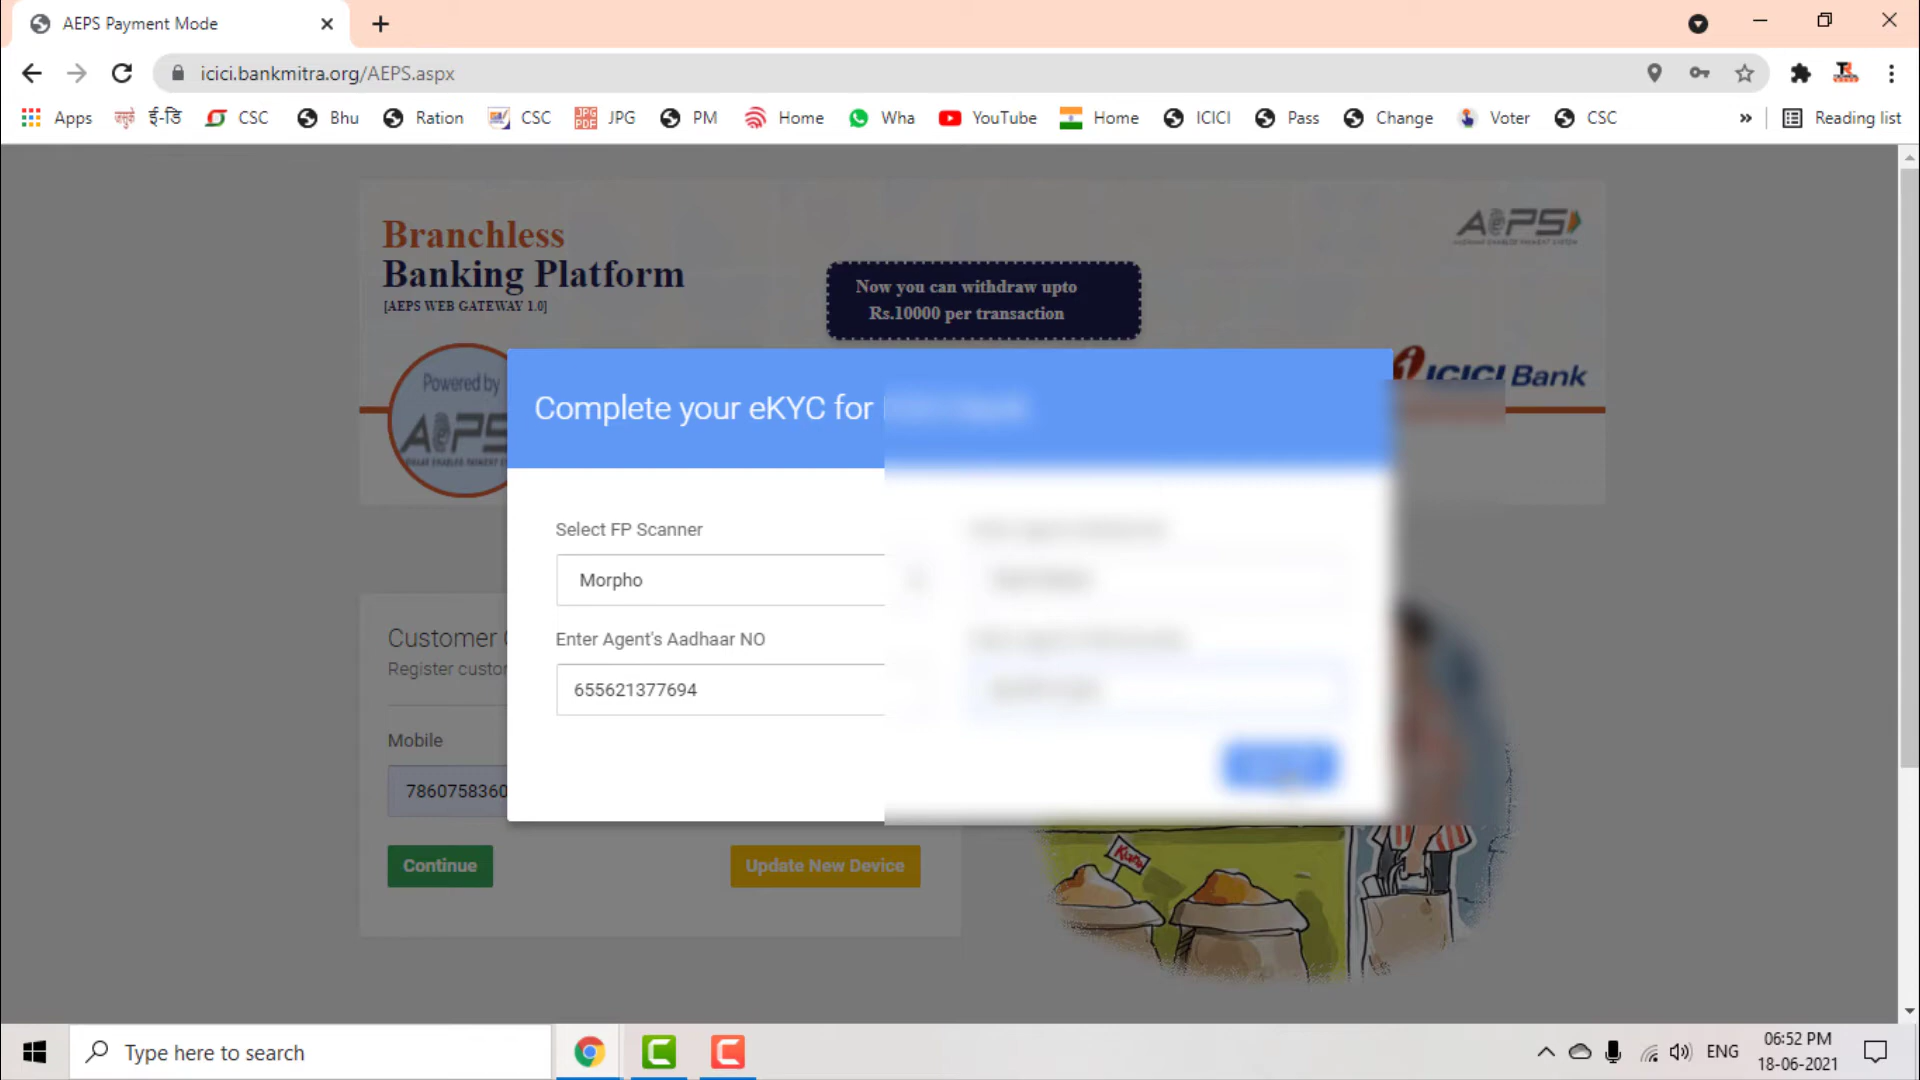 AEPS Payment Mode
icici.bankmitra.org/AEPS.aspx
Apps ई-डि CSC Bhu Ration CSC JPG PM Home Wha YouTube Home ICICI Pass Change Voter CSC » Reading list
Branchless
Banking Platform
[AEPS WEB GATEWAY 1.0]
Now you can withdraw upto
Rs.10000 per transaction
AEPS
ICICI Bank
Powered by
AEPS
Complete your eKYC for
Select FP Scanner
Morpho
Enter Agent's Aadhaar NO
655621377694
Customer
Register custo
Mobile
7860758360
Continue
Update New Device
Type here to search
ENG
06:52 PM
18-06-2021